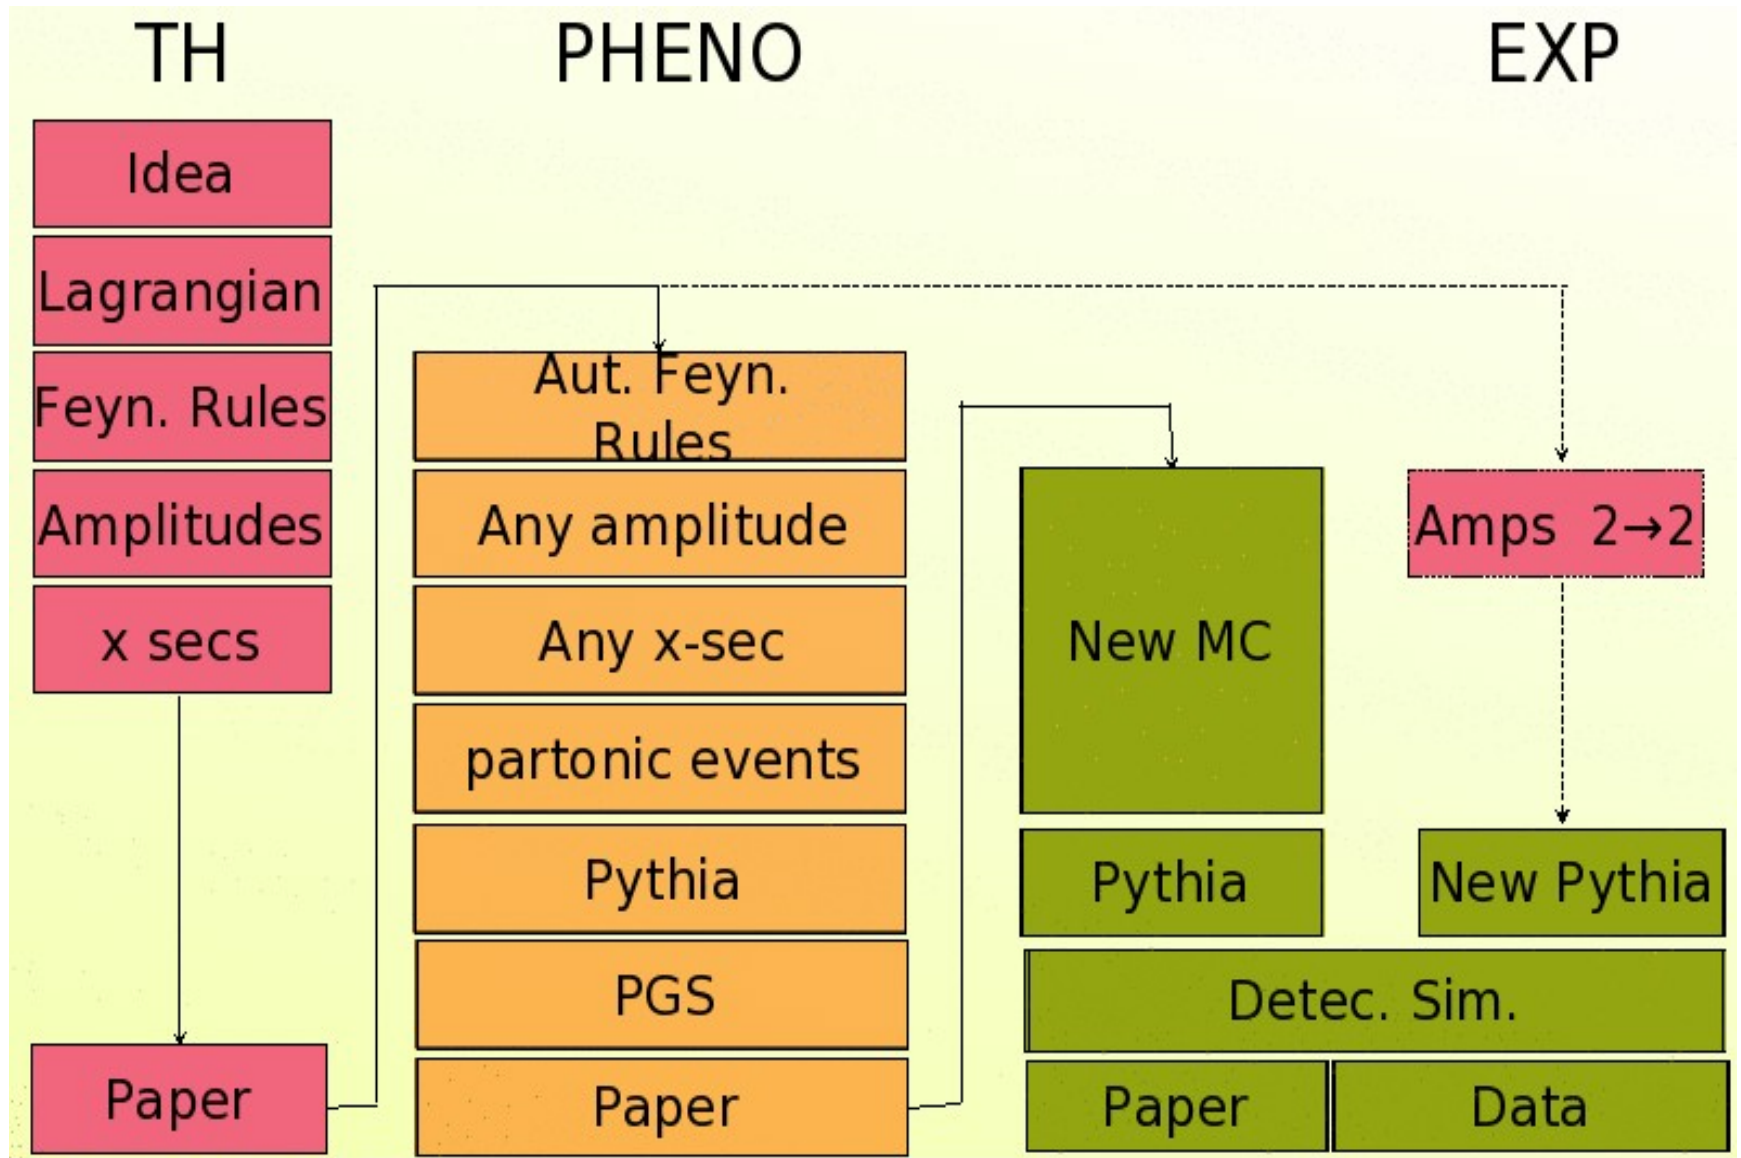 TH
PHENO
EXP
Idea
Lagrangian
Feyn. Rules
Amplitudes
x secs
Paper
Aut. Feyn.
Rules
Any amplitude
Any x-sec
partonic events
Pythia
PGS
Paper
New MC
Pythia
Amps 2→2
New Pythia
Detec. Sim.
Paper
Data